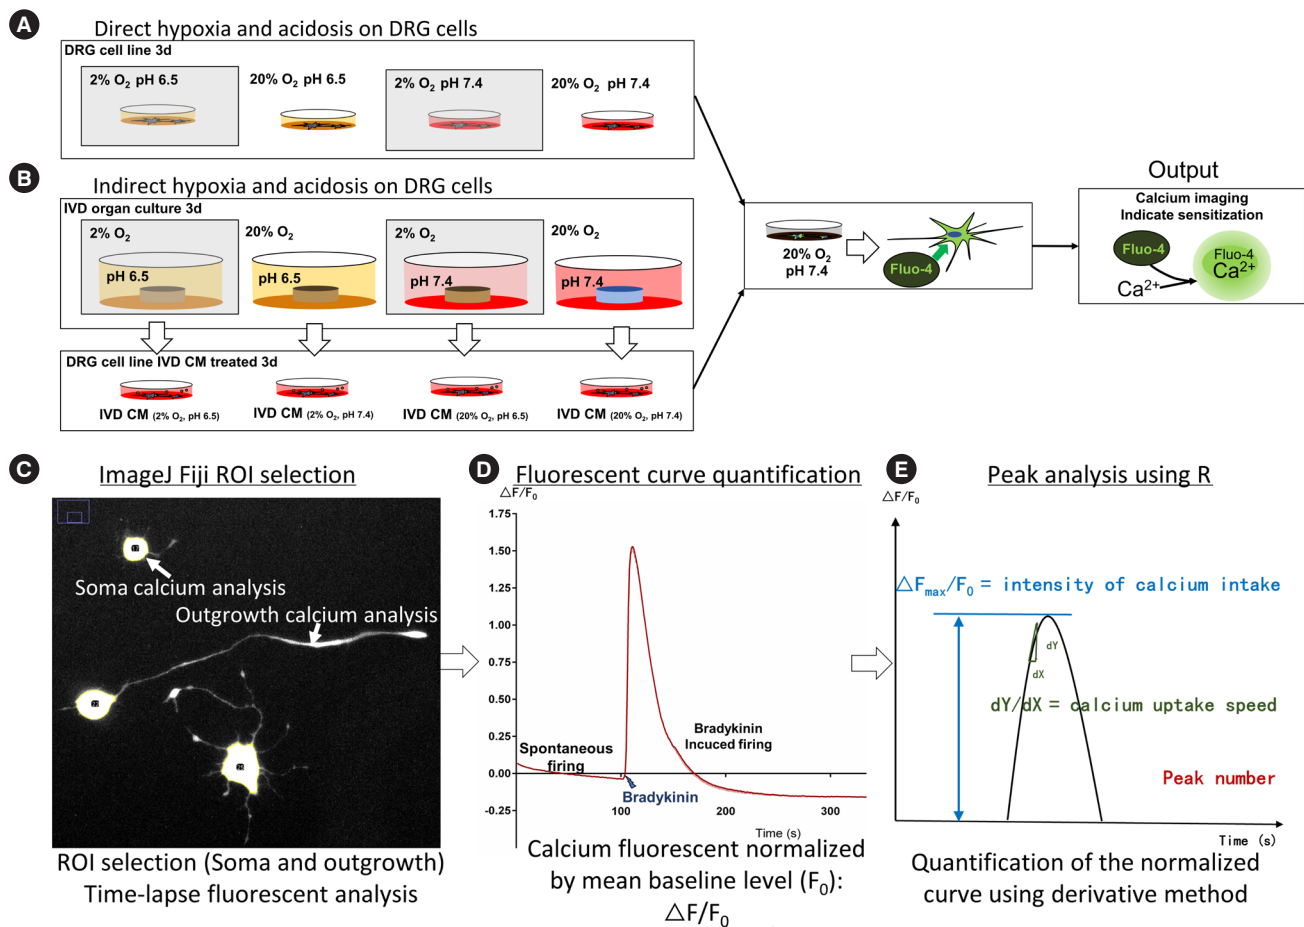 A
Direct hypoxia and acidosis on DRG cells
DRG cell line 3d
2% O₂ pH 6.5
20% O₂ pH 6.5
2% O₂ pH 7.4
20% O₂ pH 7.4
B
Indirect hypoxia and acidosis on DRG cells
IVD organ culture 3d
2% O₂
20% O₂
2% O₂
20% O₂
pH 6.5
pH 6.5
pH 7.4
pH 7.4
DRG cell line IVD CM treated 3d
IVD CM (2% O₂, pH 6.5)
IVD CM (2% O₂, pH 7.4)
IVD CM (20% O₂, pH 6.5)
IVD CM (20% O₂, pH 7.4)
20% O₂
pH 7.4
Fluo-4
Output
Calcium imaging
Indicate sensitization
Fluo-4
Ca²⁺
Fluo-4
Ca²⁺
C
ImageJ Fiji ROI selection
Soma calcium analysis
Outgrowth calcium analysis
ROI selection (Soma and outgrowth)
Time-lapse fluorescent analysis
D
Fluorescent curve quantification
△F/F₀
1.75
1.50
1.25
1.00
0.75
0.50
0.25
0.00
-0.25
Spontaneous
firing
Bradykinin
Incuced firing
Bradykinin
100
200
300
Time (s)
Calcium fluorescent normalized
by mean baseline level (F₀):
△F/F₀
E
Peak analysis using R
△F/F₀
△Fₘₐₓ/F₀ = intensity of calcium intake
dY
dX
dY/dX = calcium uptake speed
Peak number
Time (s)
Quantification of the normalized
curve using derivative method